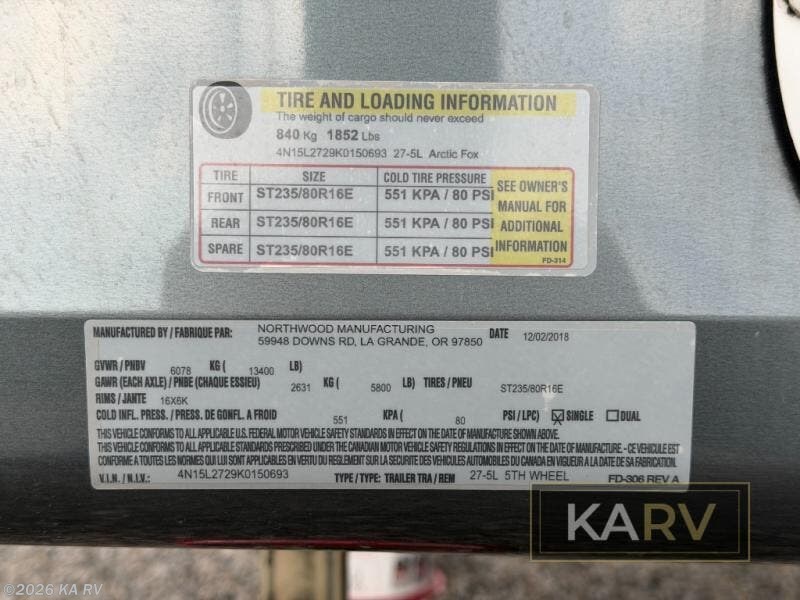 TIRE AND LOADING INFORMATION
The weight of cargo should never exceed
840 Kg 1852 Lbs
4N15L2729K0150693 27-5L Arctic Fox
TIRE SIZE COLD TIRE PRESSURE
FRONT ST235/80R16E 551 KPA / 80 PSI
REAR ST235/80R16E 551 KPA / 80 PSI
SPARE ST235/80R16E 551 KPA / 80 PSI
SEE OWNER'S
MANUAL FOR
ADDITIONAL
INFORMATION
FD-314
MANUFACTURED BY / FABRIQUE PAR: NORTHWOOD MANUFACTURING DATE 12/02/2018
59948 DOWNS RD, LA GRANDE, OR 97850
GVWR / PNBV 6078 KG ( 13400 LB)
GAWR (EACH AXLE) / PNBE (CHAQUE ESSIEU) 2631 KG ( 5800 LB) TIRES / PNEU ST235/80R16E
RIMS / JANTE 16X6K
COLD INFL. PRESS. / PRESS. DE GONFL. A FROID 551 KPA ( 80 PSI / LPC) SINGLE DUAL
THIS VEHICLE CONFORMS TO ALL APPLICABLE U.S. FEDERAL MOTOR VEHICLE SAFETY STANDARDS IN EFFECT ON THE DATE OF MANUFACTURE SHOWN ABOVE.
THIS VEHICLE CONFORMS TO ALL APPLICABLE STANDARDS PRESCRIBED UNDER THE CANADIAN MOTOR VEHICLE SAFETY REGULATIONS IN EFFECT ON THE DATE OF MANUFACTURE. - CE VEHICULE EST
CONFORME A TOUTES LES NORMES QUI LUI SONT APPLICABLES EN VERTU DU REGLEMENT SUR LA SECURITE DES VEHICULES AUTOMOBILES DU CANADA EN VIGUEUR A LA DATE DE SA FABRICATION.
V.I.N. / N.I.V.: 4N15L2729K0150693 TYPE / TYPE: TRAILER TRA / REM 27-5L 5TH WHEEL FD-306 REV A
KARV
©2026 KA RV